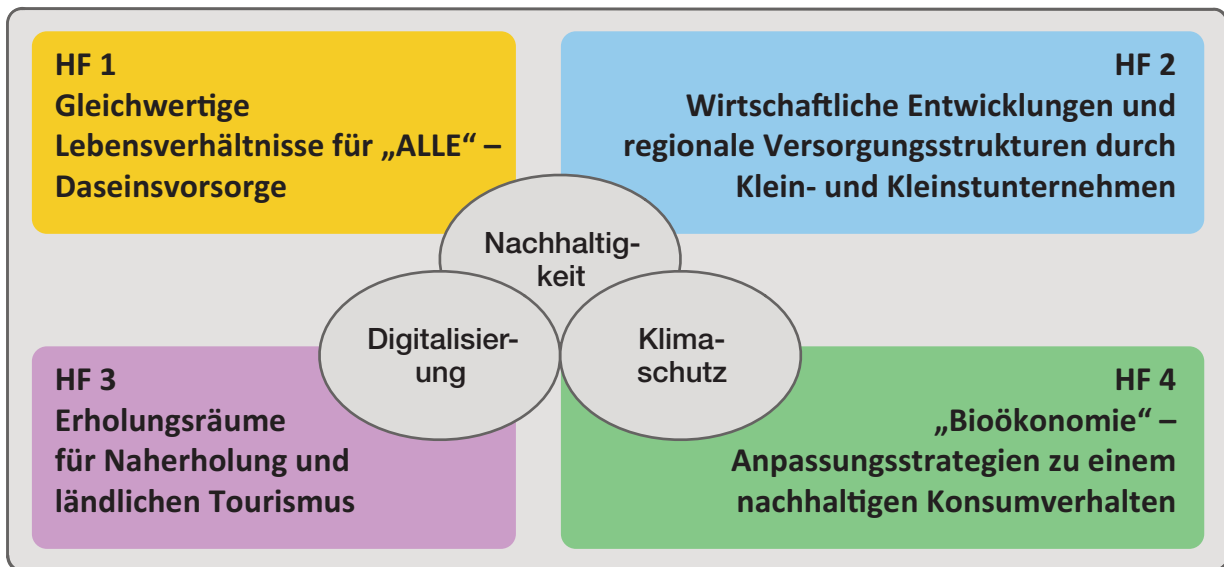 HF 1
Gleichwertige
Lebensverhältnisse für „ALLE“ –
Daseinsvorsorge
HF 2
Wirtschaftliche Entwicklungen und
regionale Versorgungsstrukturen durch
Klein- und Kleinstunternehmen
Nachhaltig-
keit
Digitalisier-
ung
Klima-
schutz
HF 3
Erholungsräume
für Naherholung und
ländlichen Tourismus
HF 4
„Bioökonomie“ –
Anpassungsstrategien zu einem
nachhaltigen Konsumverhalten